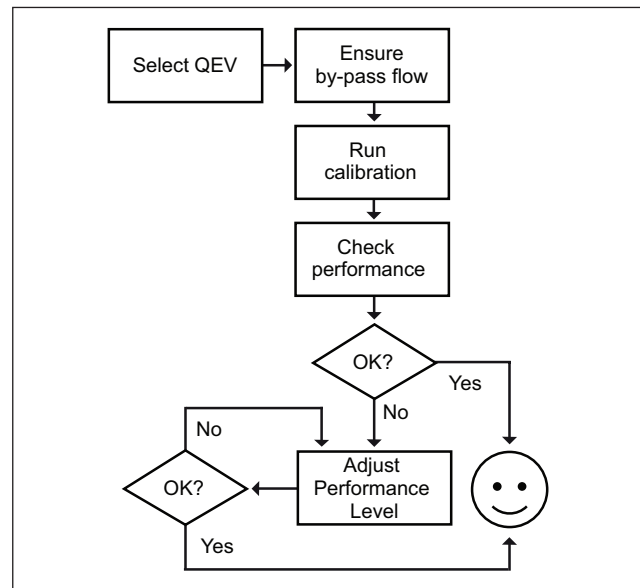 Select QEV
Ensure
by-pass flow
Run
calibration
Check
performance
OK?
Yes
No
No
Adjust
Performance
Level
OK?
Yes